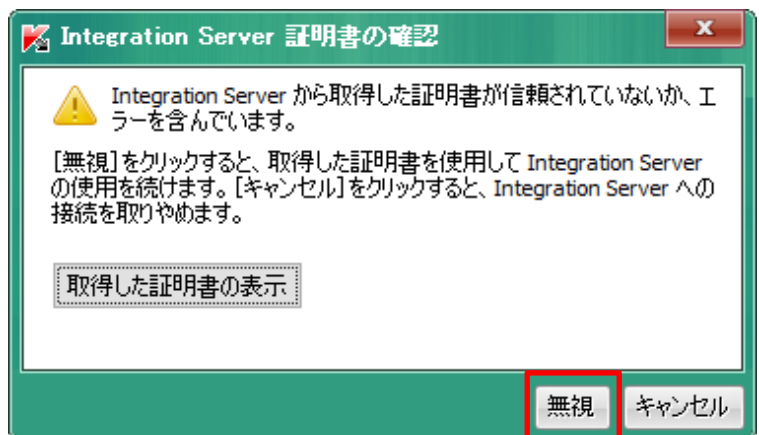 Integration Server 証明書の確認
Integration Server から取得した証明書が信頼されていないか、エ
ラーを含んでいます。
[無視]をクリックすると、取得した証明書を使用して Integration Server
の使用を続けます。[キャンセル]をクリックすると、Integration Server への
接続を取りやめます。
取得した証明書の表示
無視
キャンセル